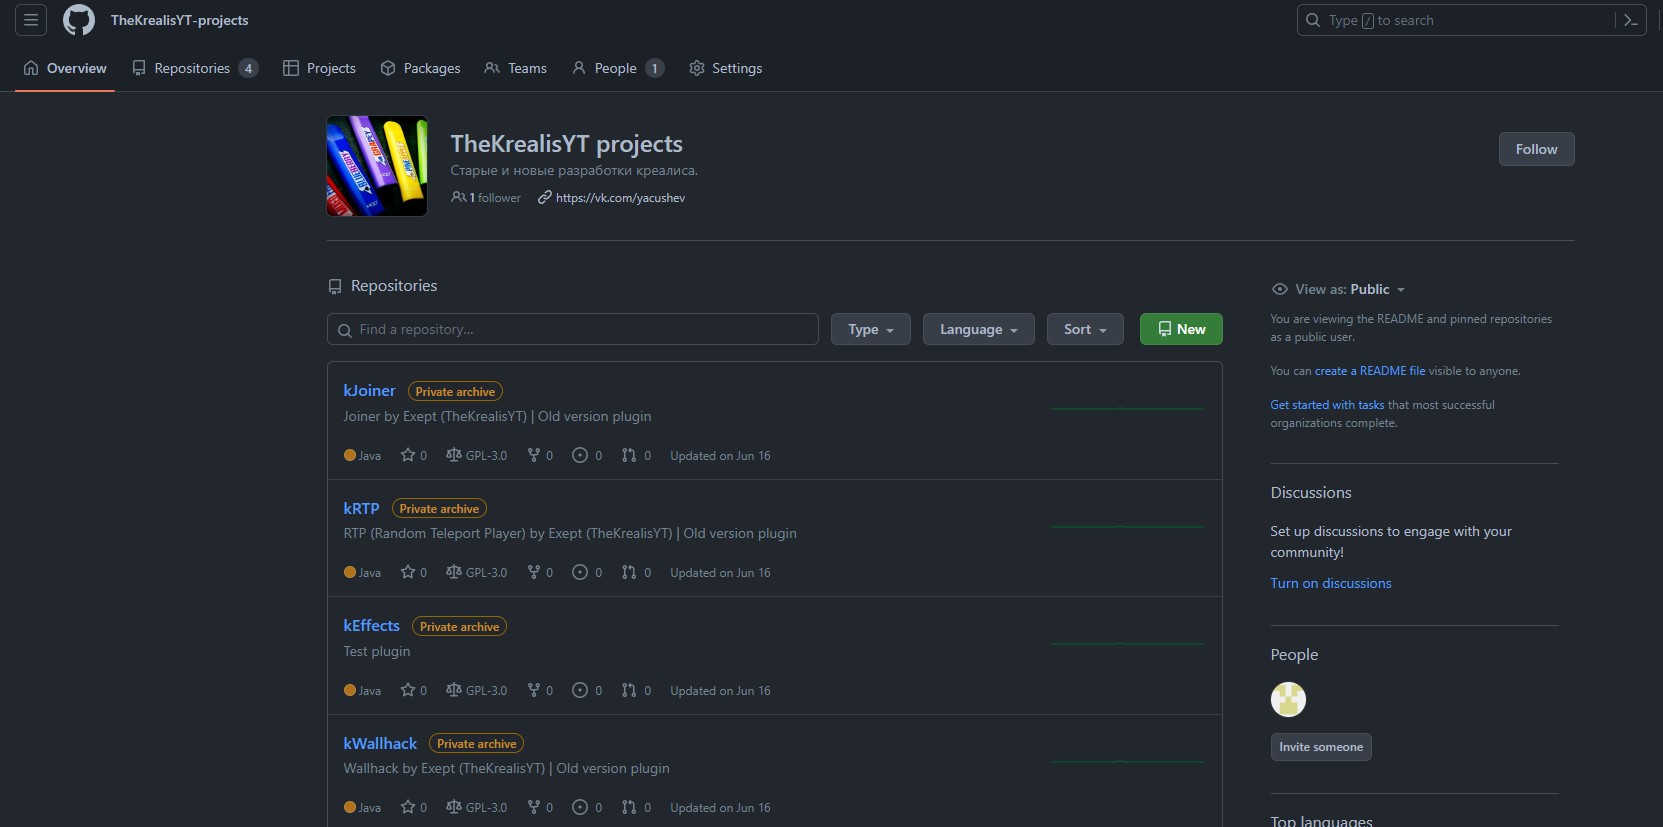 TheKrealisYT-projects
Type / to search
Overview
Repositories 4
Projects
Packages
Teams
People 1
Settings
TheKrealisYT projects
Старые и новые разработки креалиса.
1 follower
https://vk.com/yacushev
Follow
Repositories
Find a repository...
Type
Language
Sort
New
kJoiner Private archive
Joiner by Exept (TheKrealisYT) | Old version plugin
Java 0 GPL-3.0 0 0 0 Updated on Jun 16
kRTP Private archive
RTP (Random Teleport Player) by Exept (TheKrealisYT) | Old version plugin
Java 0 GPL-3.0 0 0 0 Updated on Jun 16
kEffects Private archive
Test plugin
Java 0 GPL-3.0 0 0 0 Updated on Jun 16
kWallhack Private archive
Wallhack by Exept (TheKrealisYT) | Old version plugin
Java 0 GPL-3.0 0 0 0 Updated on Jun 16
View as: Public
You are viewing the README and pinned repositories
as a public user.
You can create a README file visible to anyone.
Get started with tasks that most successful
organizations complete.
Discussions
Set up discussions to engage with your
community!
Turn on discussions
People
Invite someone
Top languages